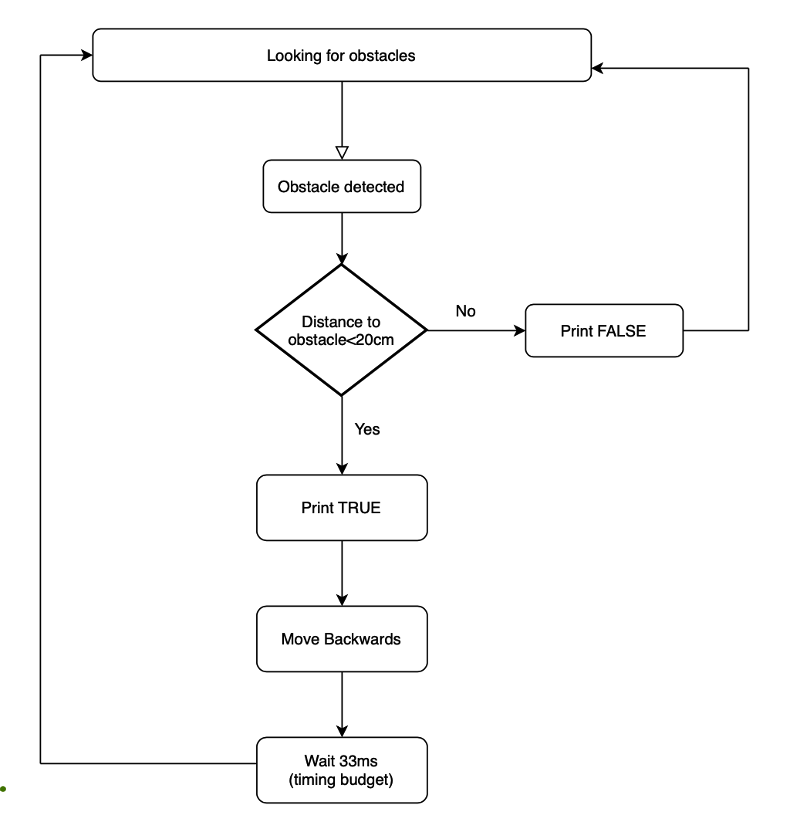 Looking for obstacles
Obstacle detected
Distance to
obstacle<20cm
No
Print FALSE
Yes
Print TRUE
Move Backwards
Wait 33ms
(timing budget)